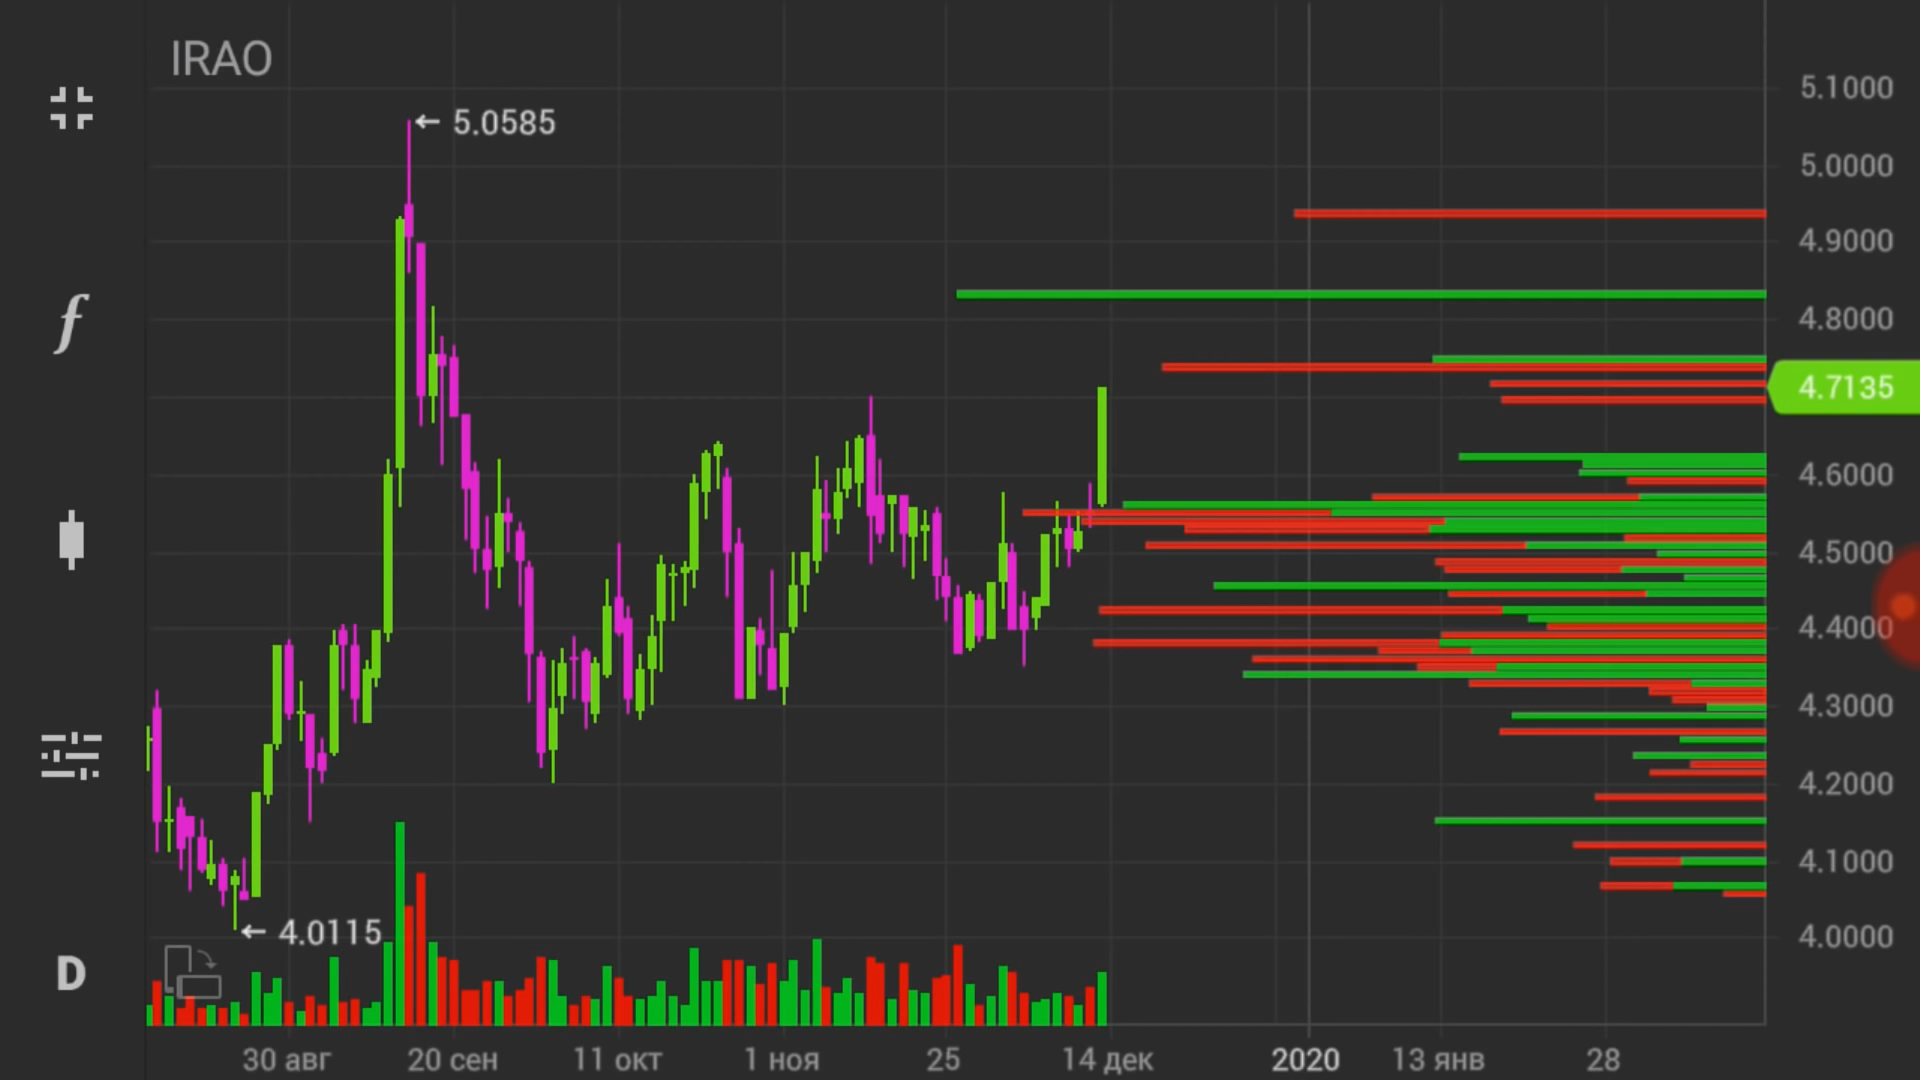 IRAO
5.1000
5.0585
5.0000
4.9000
4.8000
4.7135
4.6000
4.5000
4.4000
4.3000
4.2000
4.1000
4.0115
4.0000
f
D
30 авг
20 сен
11 окт
1 ноя
25
14 дек
2020
13 янв
28